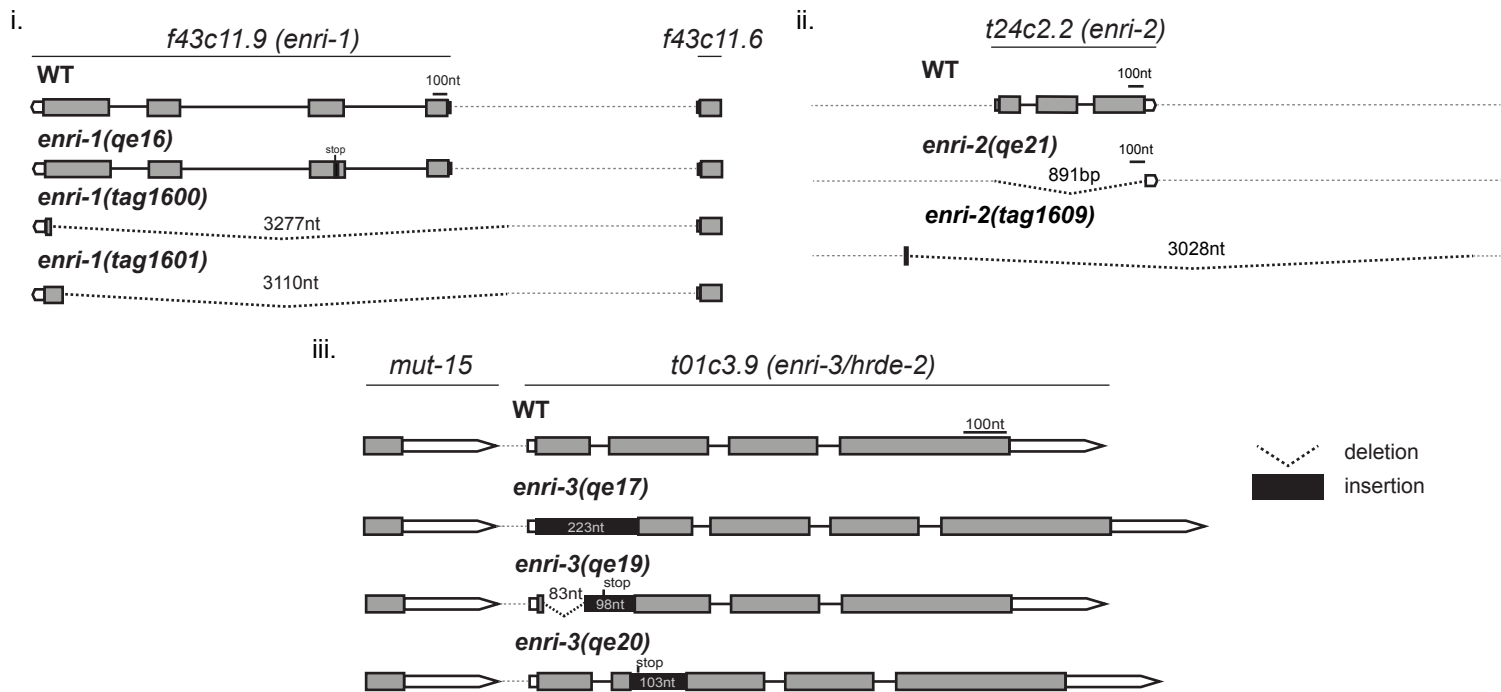 i.
f43c11.9 (enri-1)
f43c11.6
WT
100nt
enri-1(qe16)
stop
enri-1(tag1600)
3277nt
enri-1(tag1601)
3110nt
ii.
t24c2.2 (enri-2)
WT
100nt
enri-2(qe21)
100nt
891bp
enri-2(tag1609)
3028nt
iii.
mut-15
t01c3.9 (enri-3/hrde-2)
WT
100nt
enri-3(qe17)
223nt
enri-3(qe19)
83nt
stop
98nt
enri-3(qe20)
stop
103nt
deletion
insertion